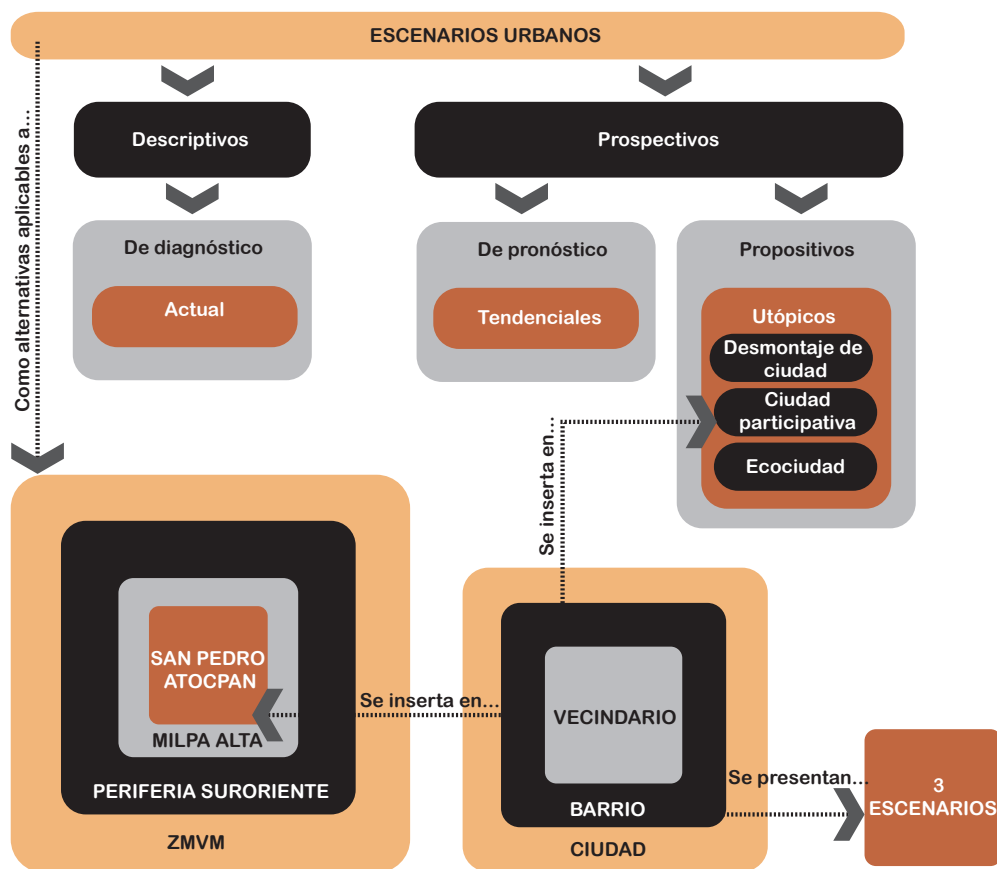 ESCENARIOS URBANOS
Como alternativas aplicables a...
Descriptivos
Prospectivos
De diagnóstico
Actual
De pronóstico
Tendenciales
Propositivos
Utópicos
Desmontaje de
ciudad
Ciudad
participativa
Ecociudad
Se inserta en...
SAN PEDRO
ATOCPAN
MILPA ALTA
PERIFERIA SURORIENTE
ZMVM
Se inserta en...
VECINDARIO
BARRIO
CIUDAD
Se presentan...
3
ESCENARIOS